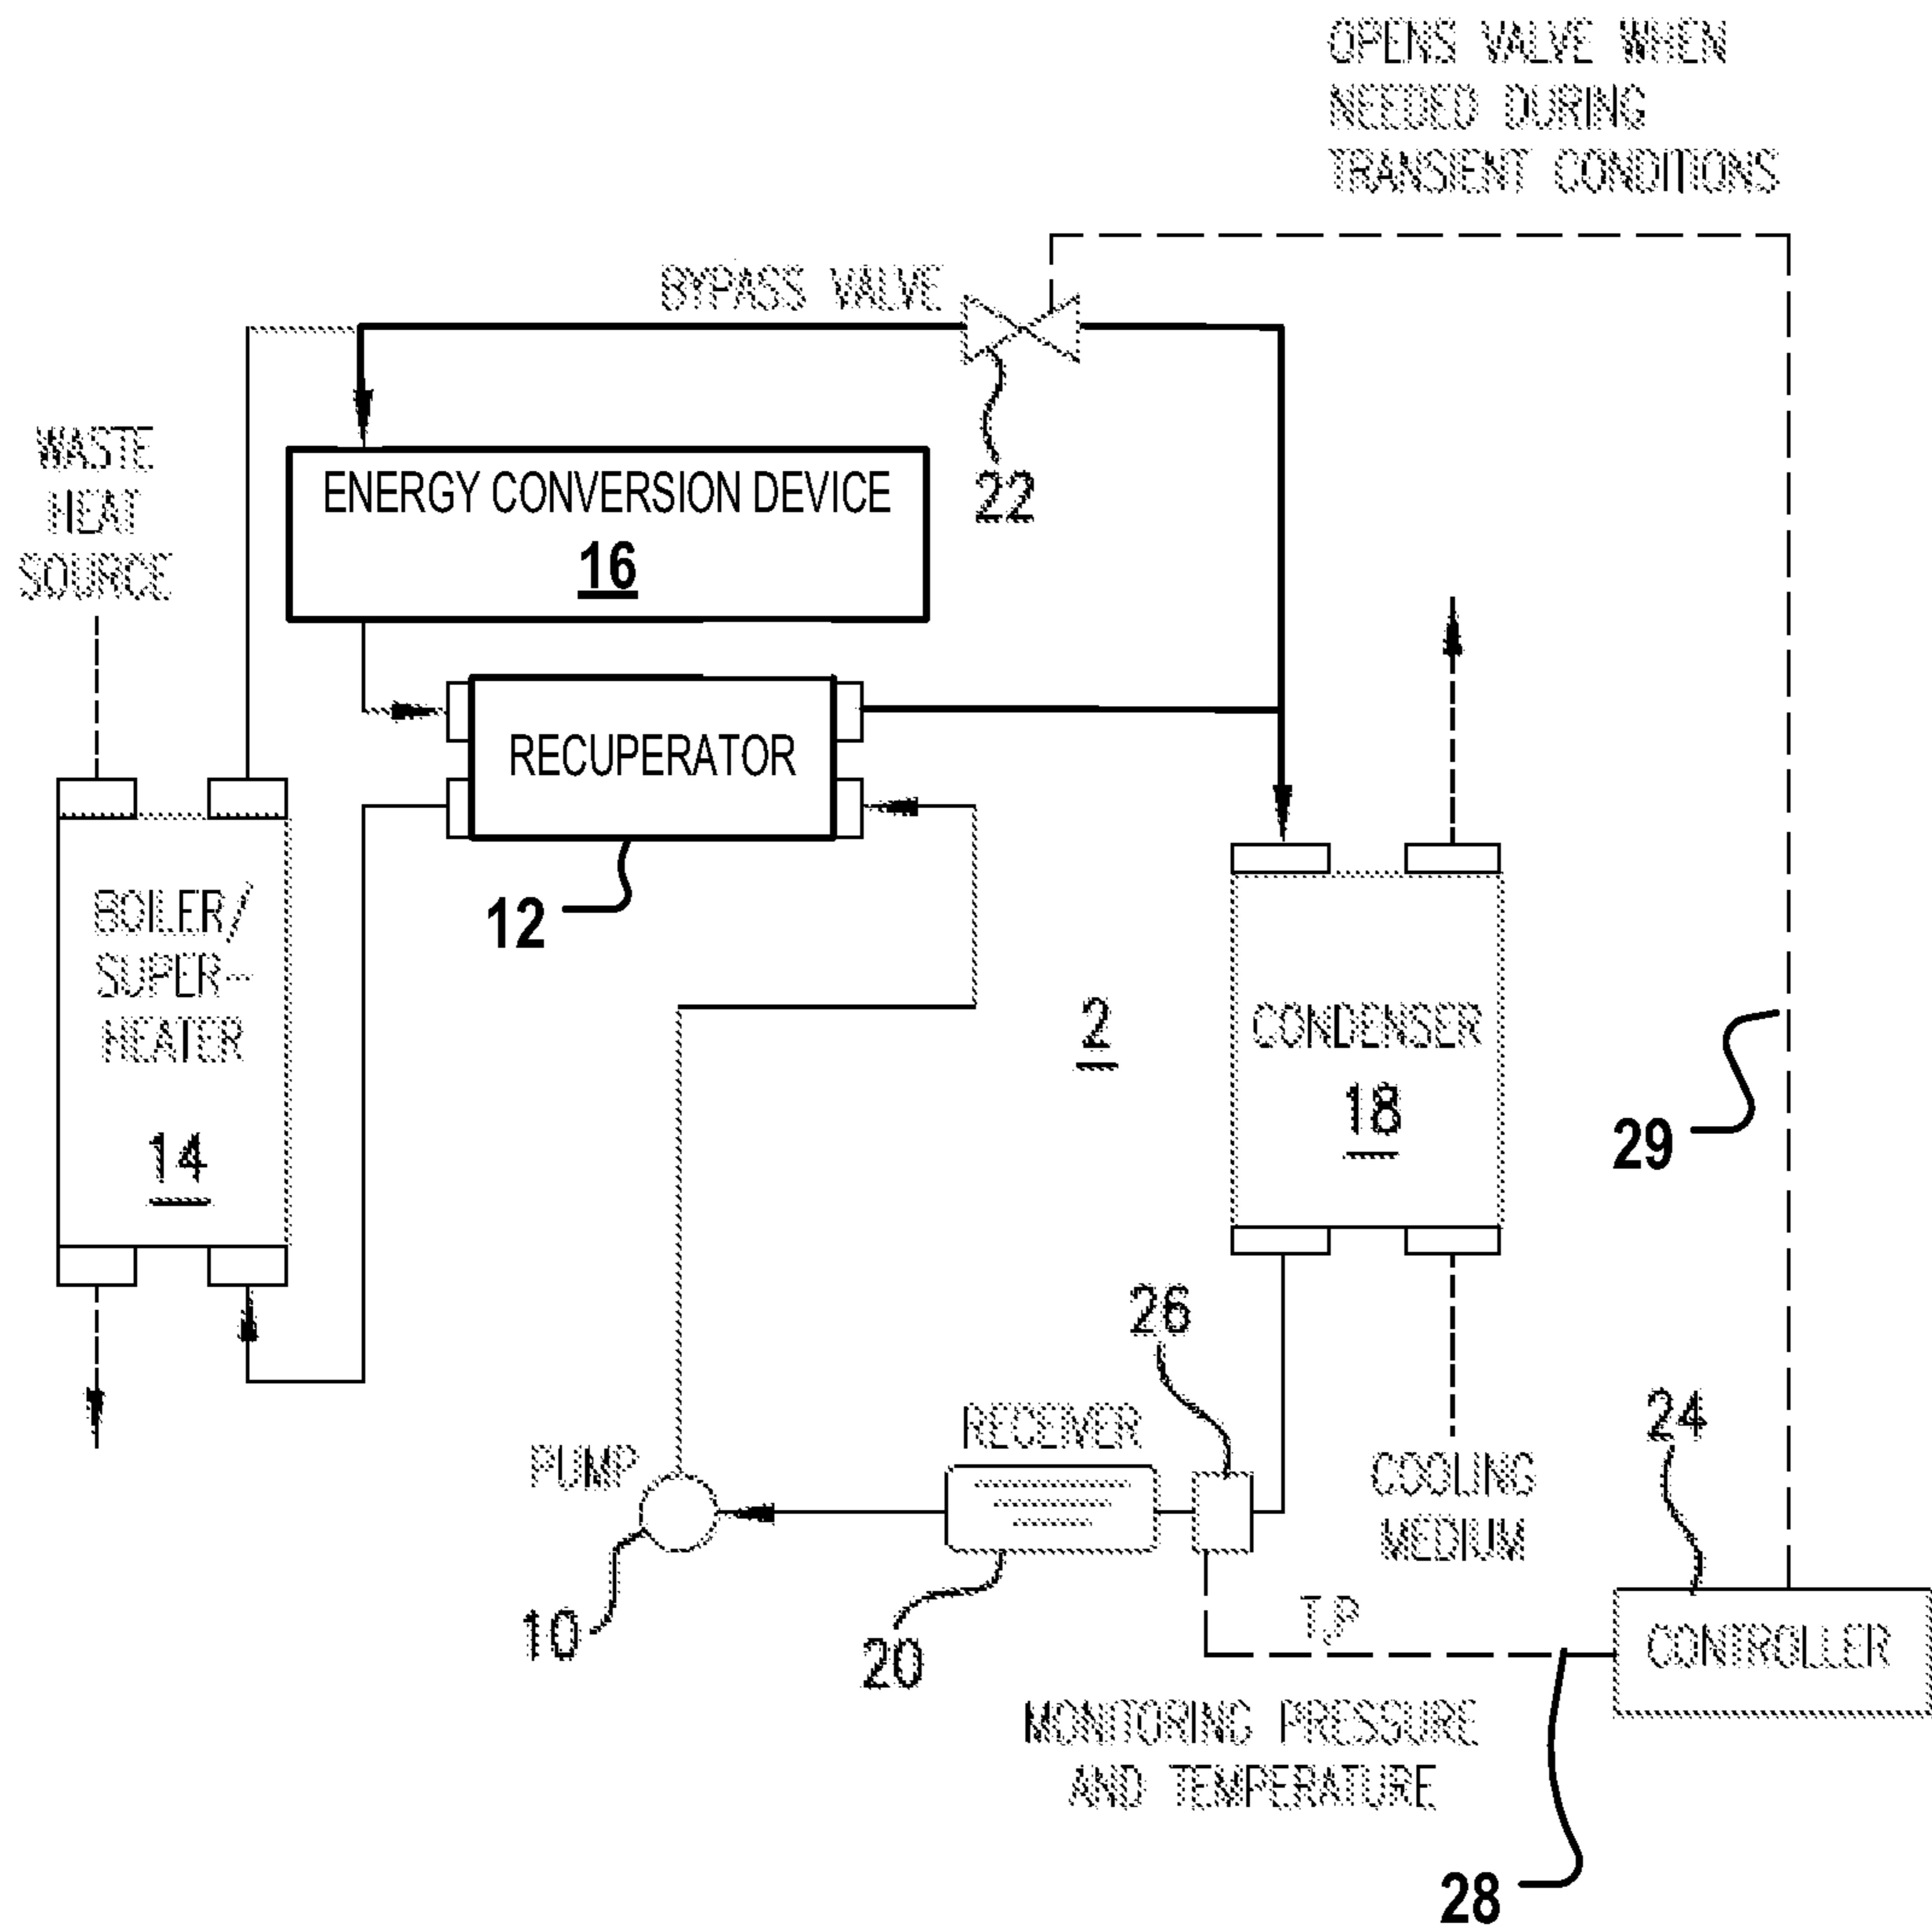 OPENS VALVE WHEN
NEEDED DURING
TRANSIENT CONDITIONS
BYPASS VALVE
22
WASTE
HEAT
SOURCE
ENERGY CONVERSION DEVICE
16
RECUPERATOR
12
BOILER/
SUPER-
HEATER
14
2
CONDENSER
18
29
26
24
PUMP
RECEIVER
COOLING
MEDIUM
10
20
T,P
CONTROLLER
MONITORING PRESSURE
AND TEMPERATURE
28